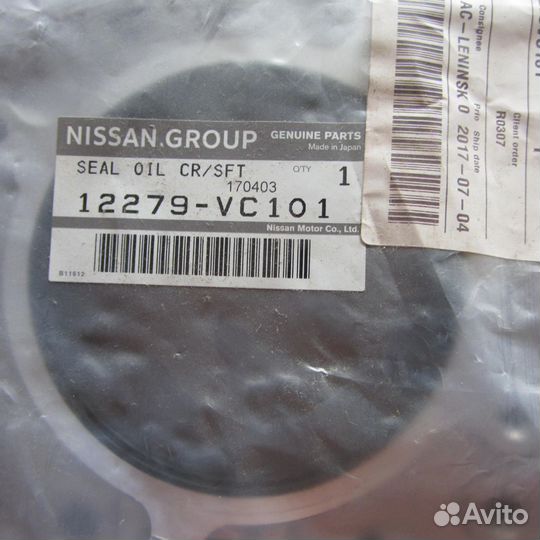 NISSAN GROUP
GENUINE PARTS
Made in Japan
SEAL OIL CR/SFT
Q'TY
1
170403
12279-VC101
Nissan Motor Co., Ltd.
B11612
Client order
R0307
Consignee
Prio
Ship date
AC-LENINSK 0 2017-07-04
Avito